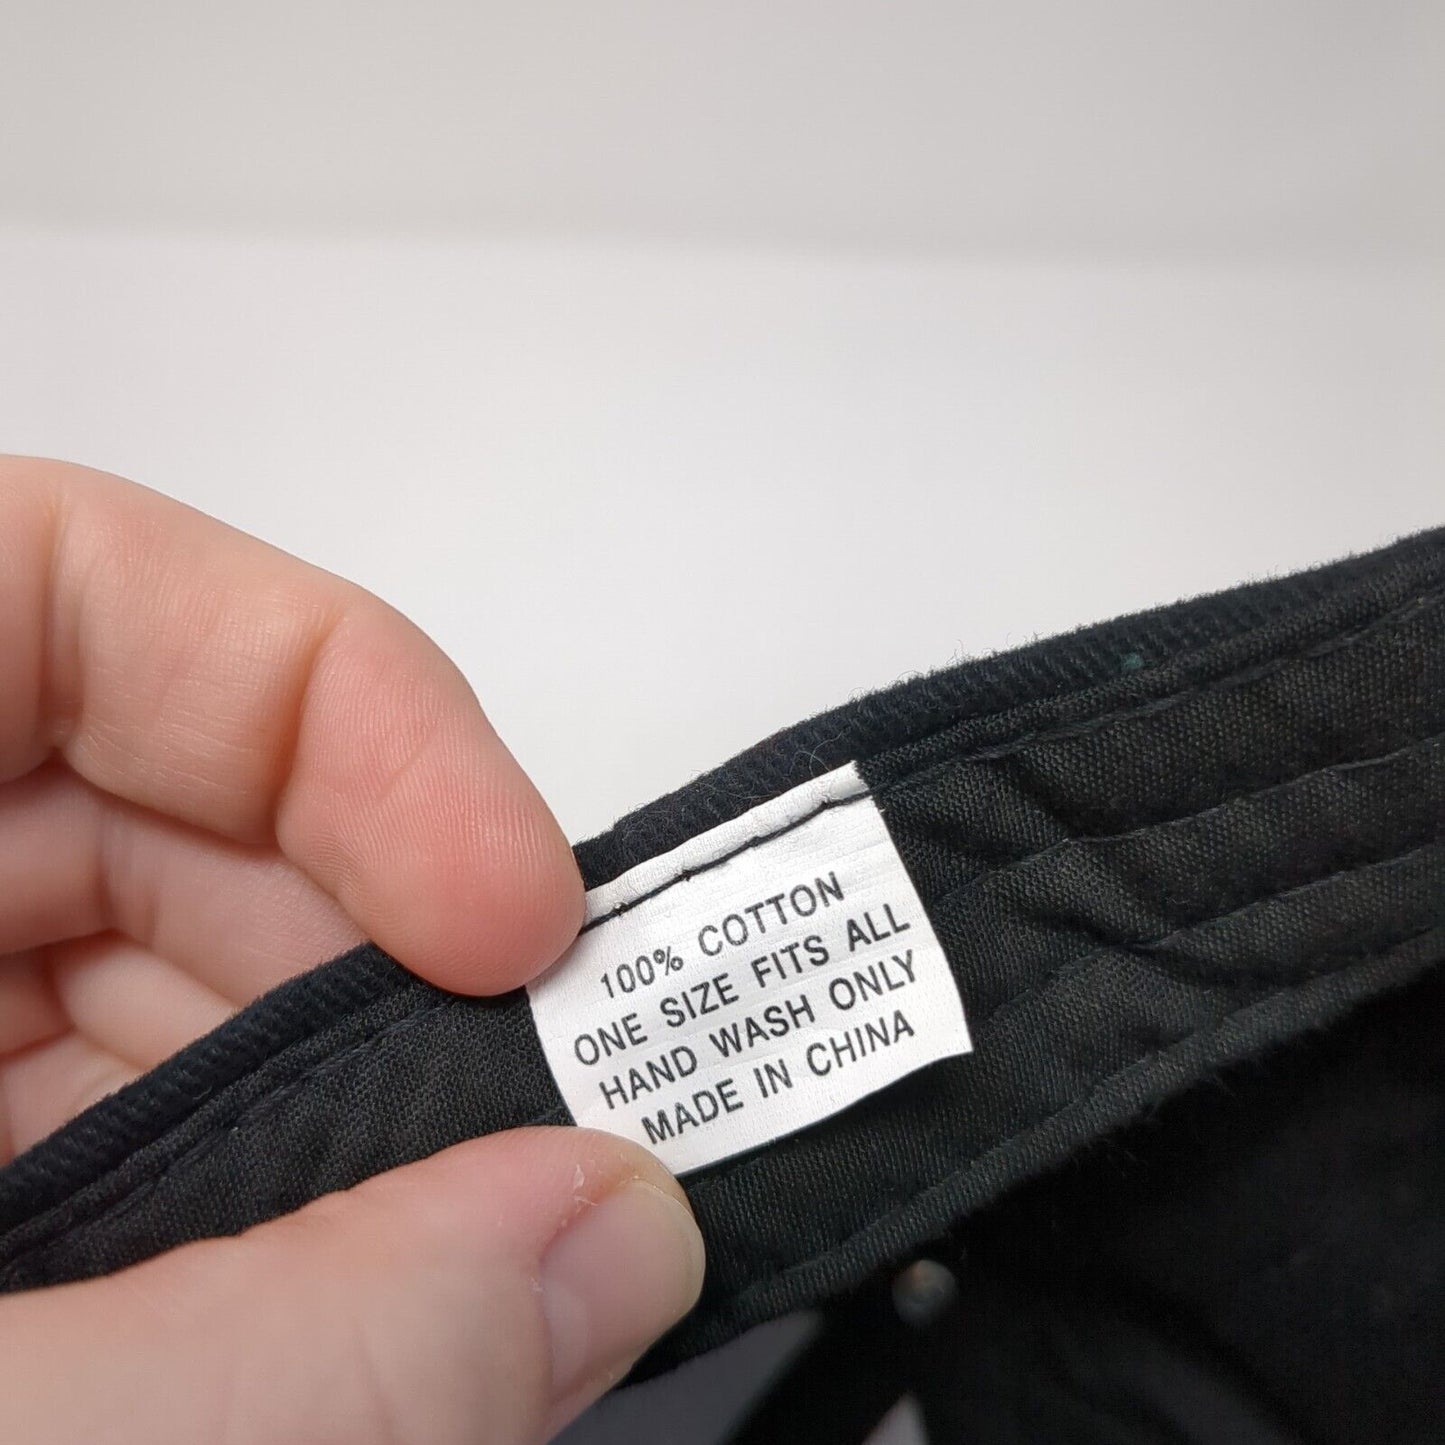 100% COTTON
ONE SIZE FITS ALL
HAND WASH ONLY
MADE IN CHINA